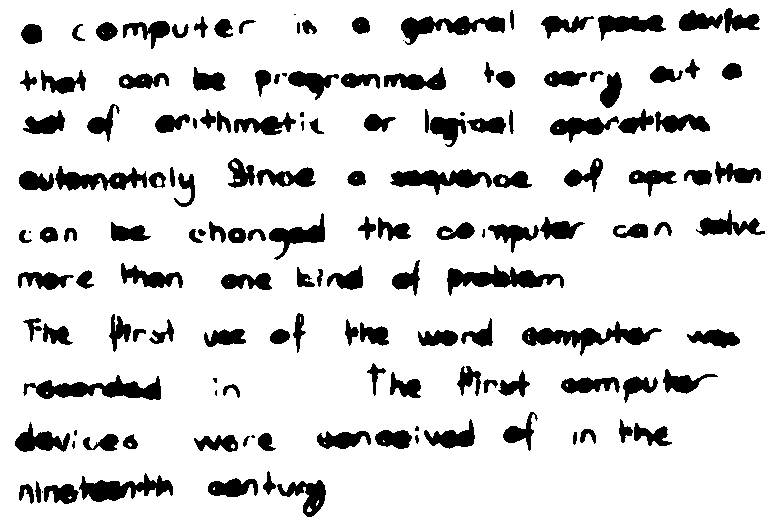 a computer is a general purpose device
that can be programmed to carry out a
set of arithmetic or logical operations
automaticly Since a sequence of operation
can be changed the computer can solve
more than one kind of problem
The first use of the word computer was
recorded in The first computer
devices were conceived of in the
nineteenth century